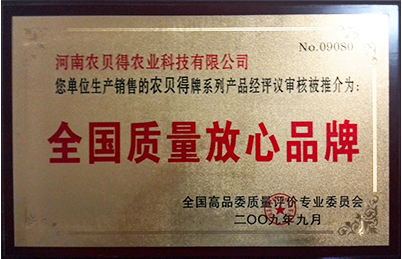 No.09080
河南农贝得农业科技有限公司
您单位生产销售的农贝得牌系列产品经评议审核被推介为:
全国质量放心品牌
全国高品委质量评价专业委员会
二〇〇九年九月